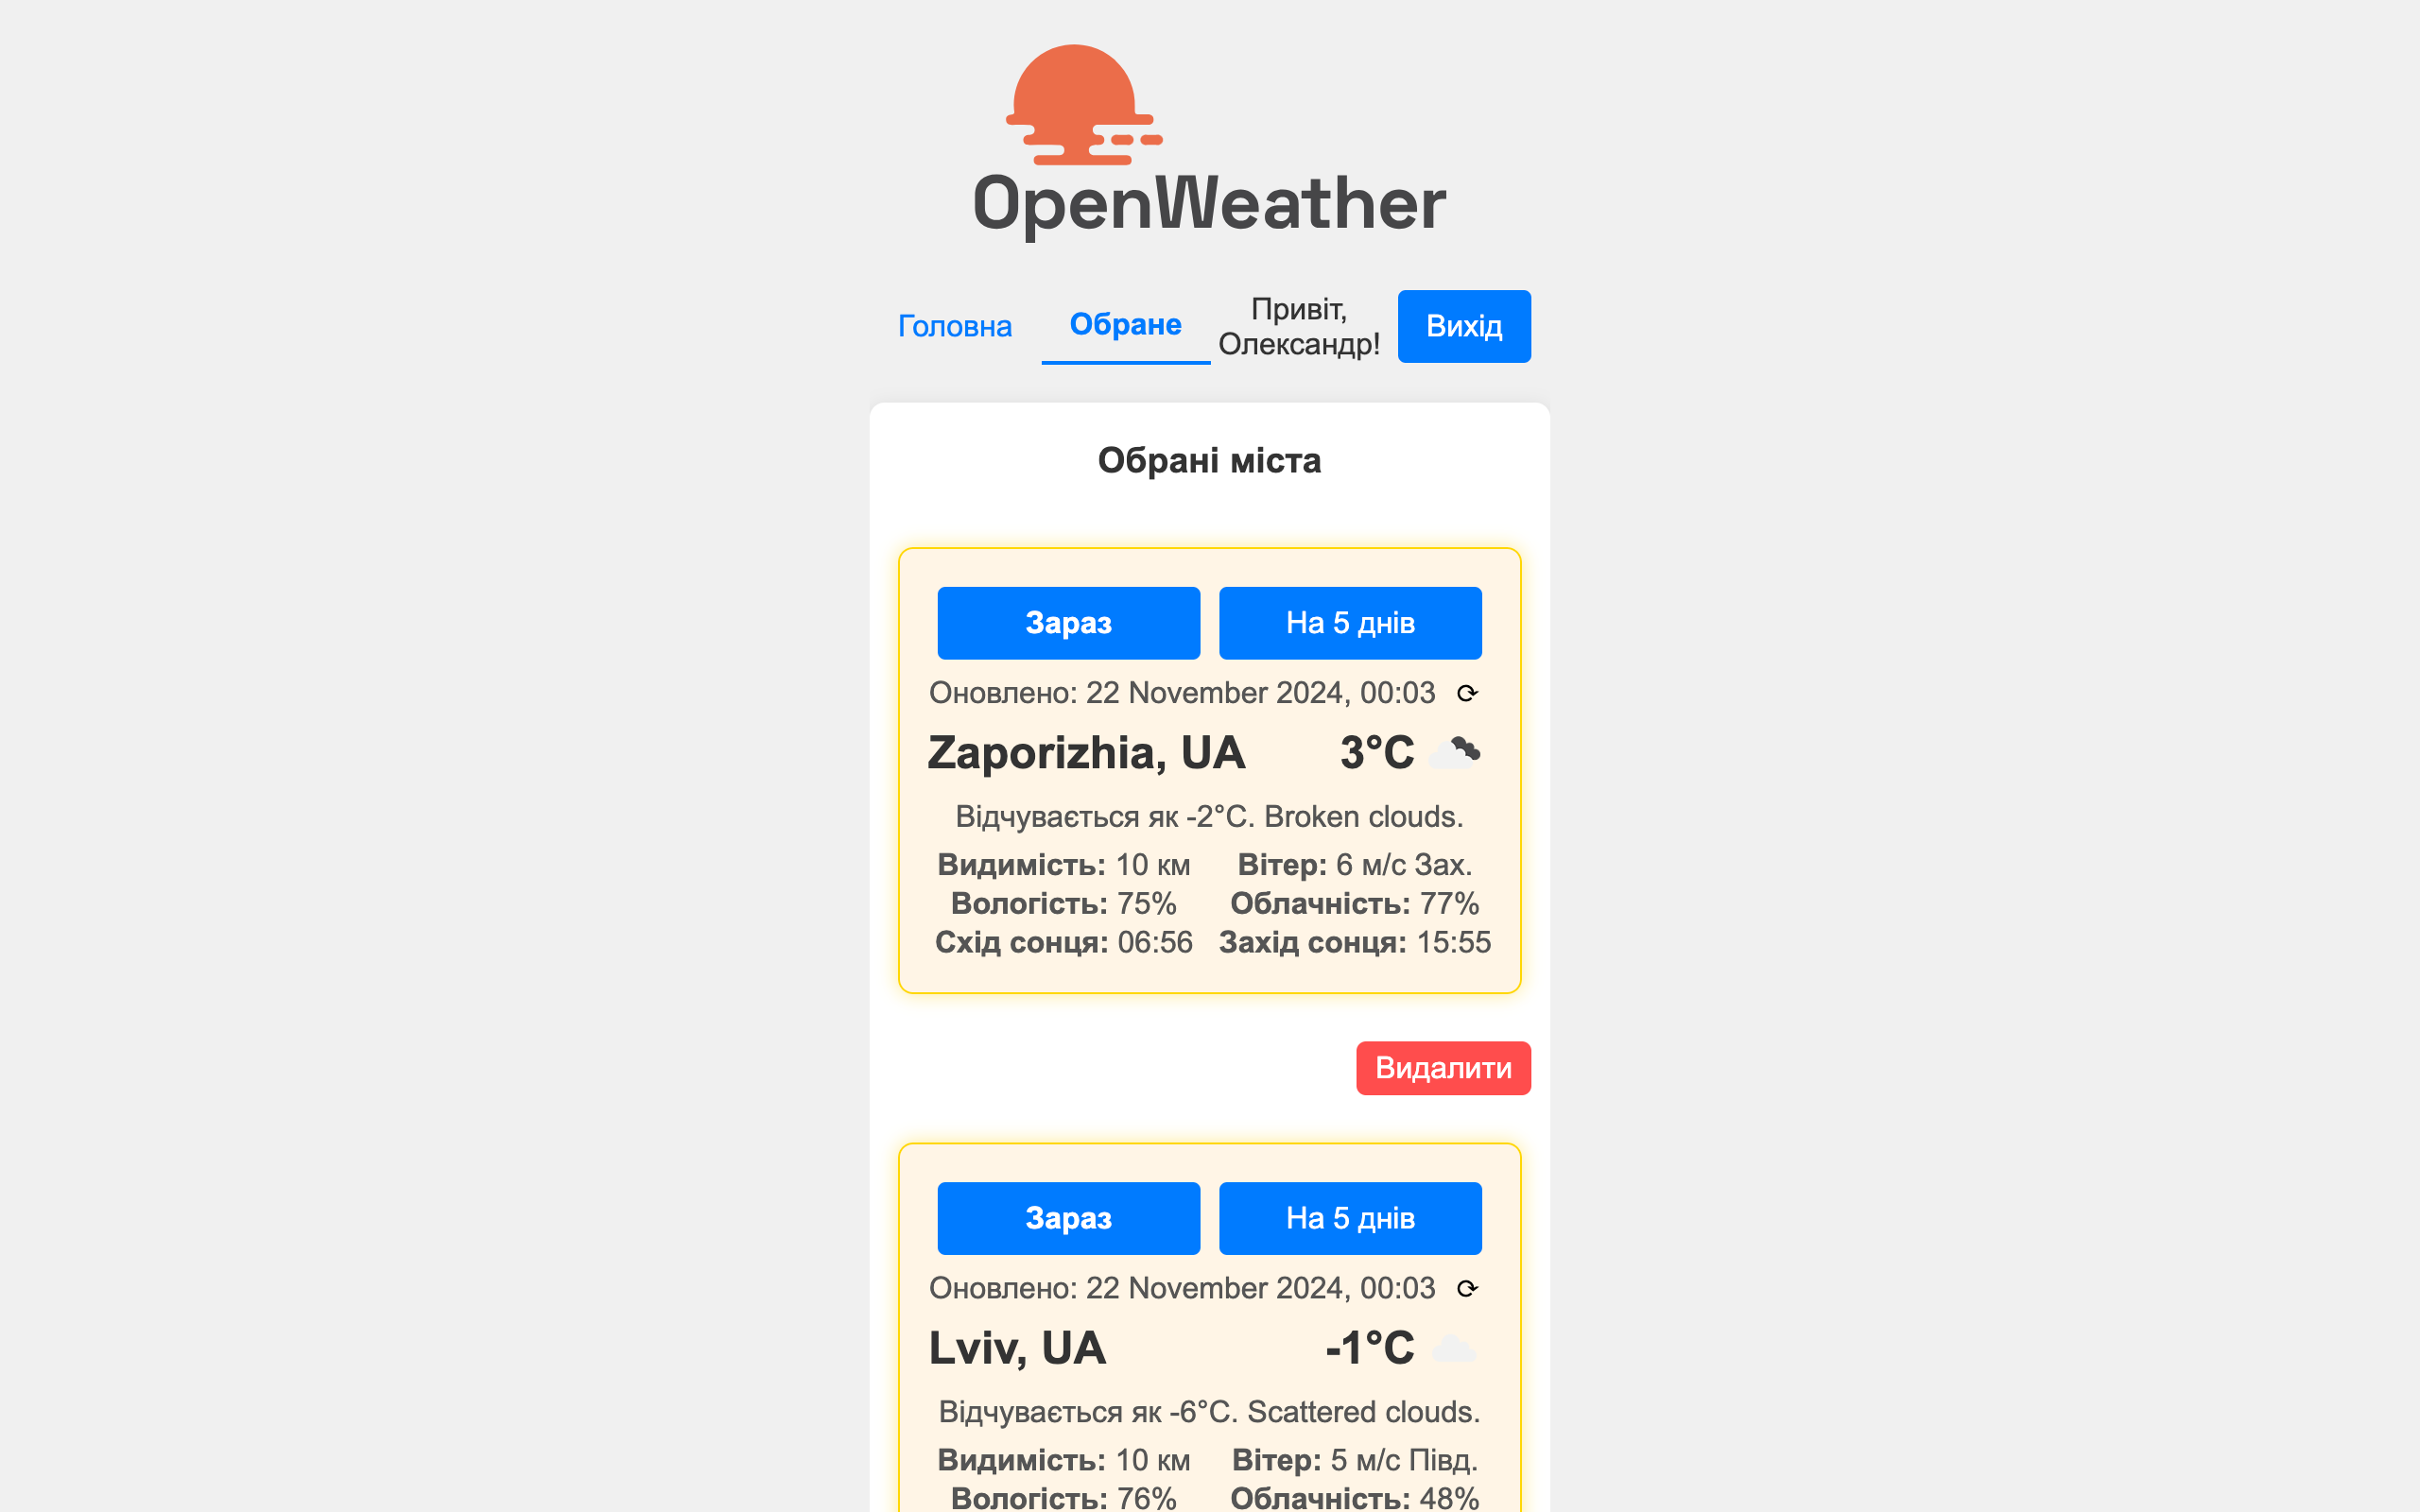 OpenWeather
Головна
Обране
Привіт,
Олександр!
Вихід
Обрані міста
Зараз
На 5 днів
Оновлено: 22 November 2024, 00:03 ⟳
Zaporizhia, UA
3°C
Відчувається як -2°C. Broken clouds.
Видимість: 10 км
Вітер: 6 м/с Зах.
Вологість: 75%
Облачність: 77%
Схід сонця: 06:56
Захід сонця: 15:55
Видалити
Зараз
На 5 днів
Оновлено: 22 November 2024, 00:03 ⟳
Lviv, UA
-1°C
Відчувається як -6°C. Scattered clouds.
Видимість: 10 км
Вітер: 5 м/с Півд.
Вологість: 76%
Облачність: 48%